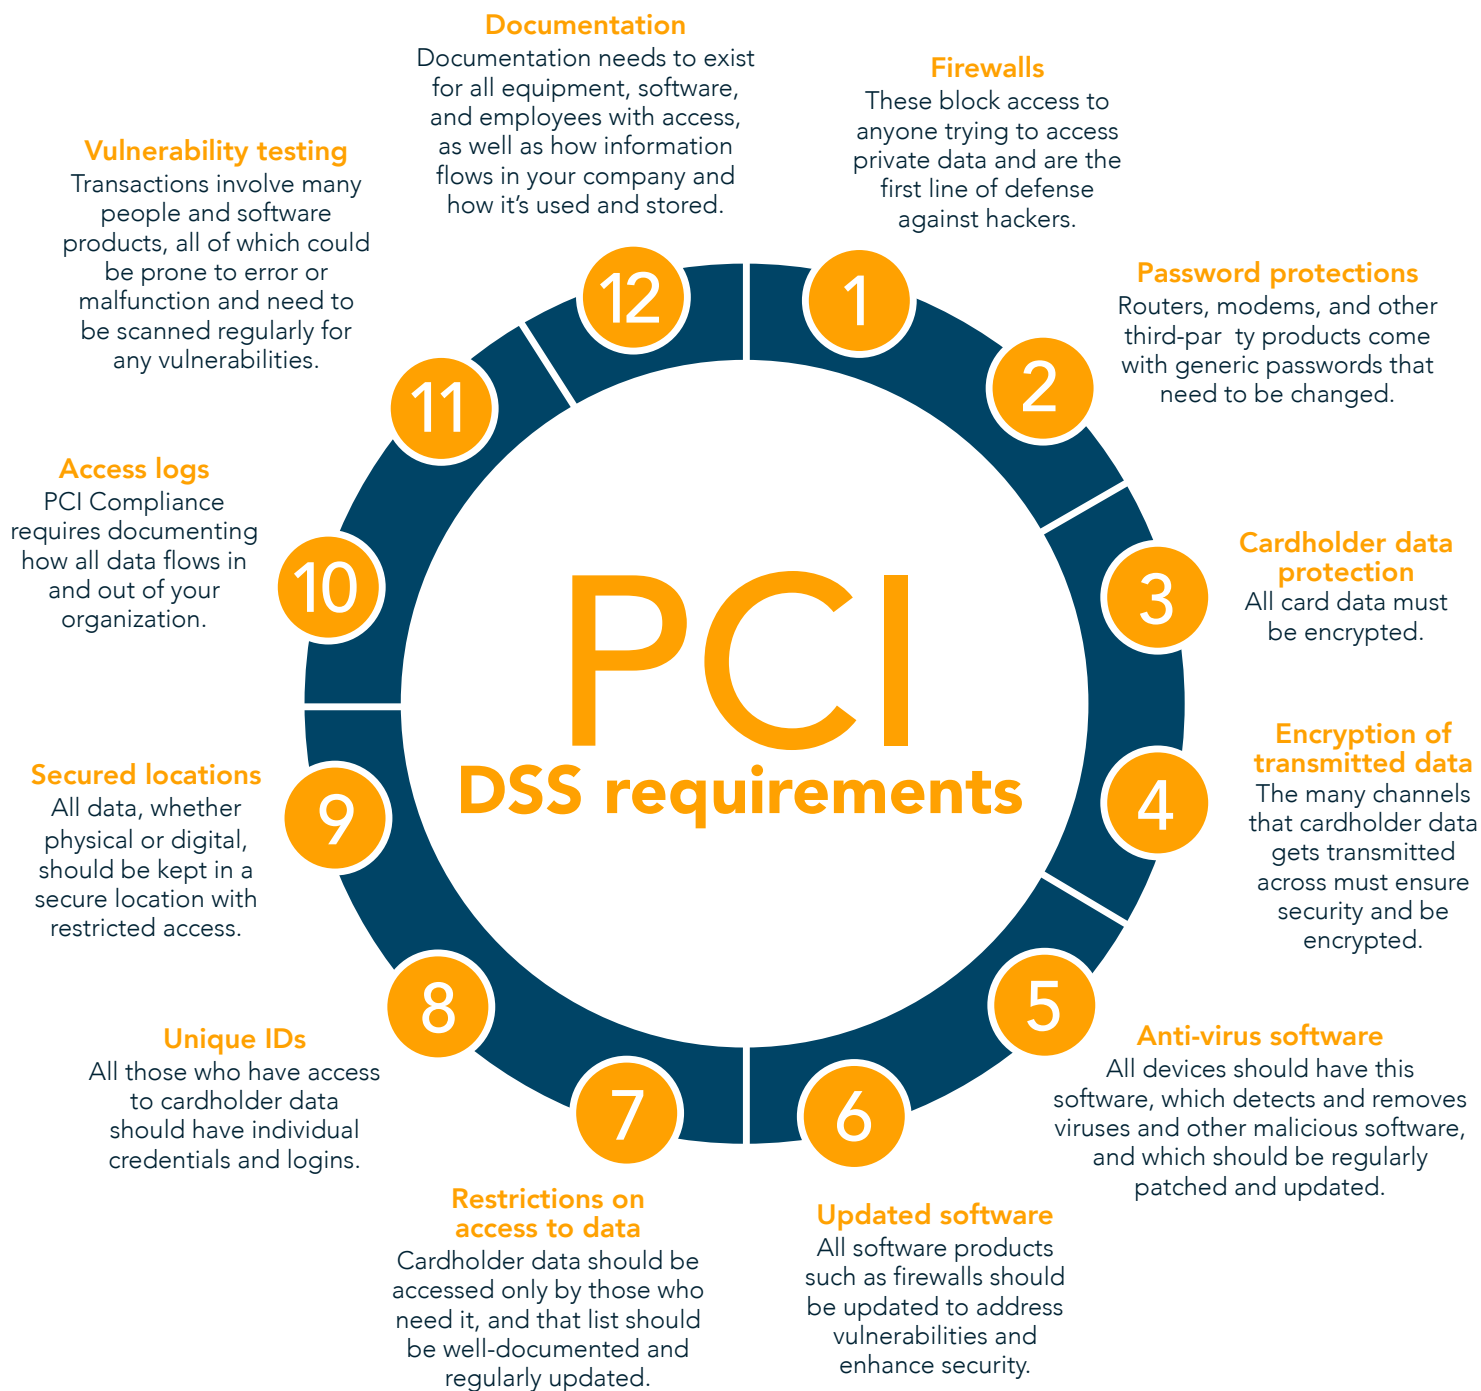 PCI
DSS requirements
1
Firewalls
These block access to
anyone trying to access
private data and are the
first line of defense
against hackers.
2
Password protections
Routers, modems, and other
third-par ty products come
with generic passwords that
need to be changed.
3
Cardholder data
protection
All card data must
be encrypted.
4
Encryption of
transmitted data
The many channels
that cardholder data
gets transmitted
across must ensure
security and be
encrypted.
5
Anti-virus software
All devices should have this
software, which detects and removes
viruses and other malicious software,
and which should be regularly
patched and updated.
6
Updated software
All software products
such as firewalls should
be updated to address
vulnerabilities and
enhance security.
7
Restrictions on
access to data
Cardholder data should be
accessed only by those who
need it, and that list should
be well-documented and
regularly updated.
8
Unique IDs
All those who have access
to cardholder data
should have individual
credentials and logins.
9
Secured locations
All data, whether
physical or digital,
should be kept in a
secure location with
restricted access.
10
Access logs
PCI Compliance
requires documenting
how all data flows in
and out of your
organization.
11
Vulnerability testing
Transactions involve many
people and software
products, all of which could
be prone to error or
malfunction and need to
be scanned regularly for
any vulnerabilities.
12
Documentation
Documentation needs to exist
for all equipment, software,
and employees with access,
as well as how information
flows in your company and
how it’s used and stored.